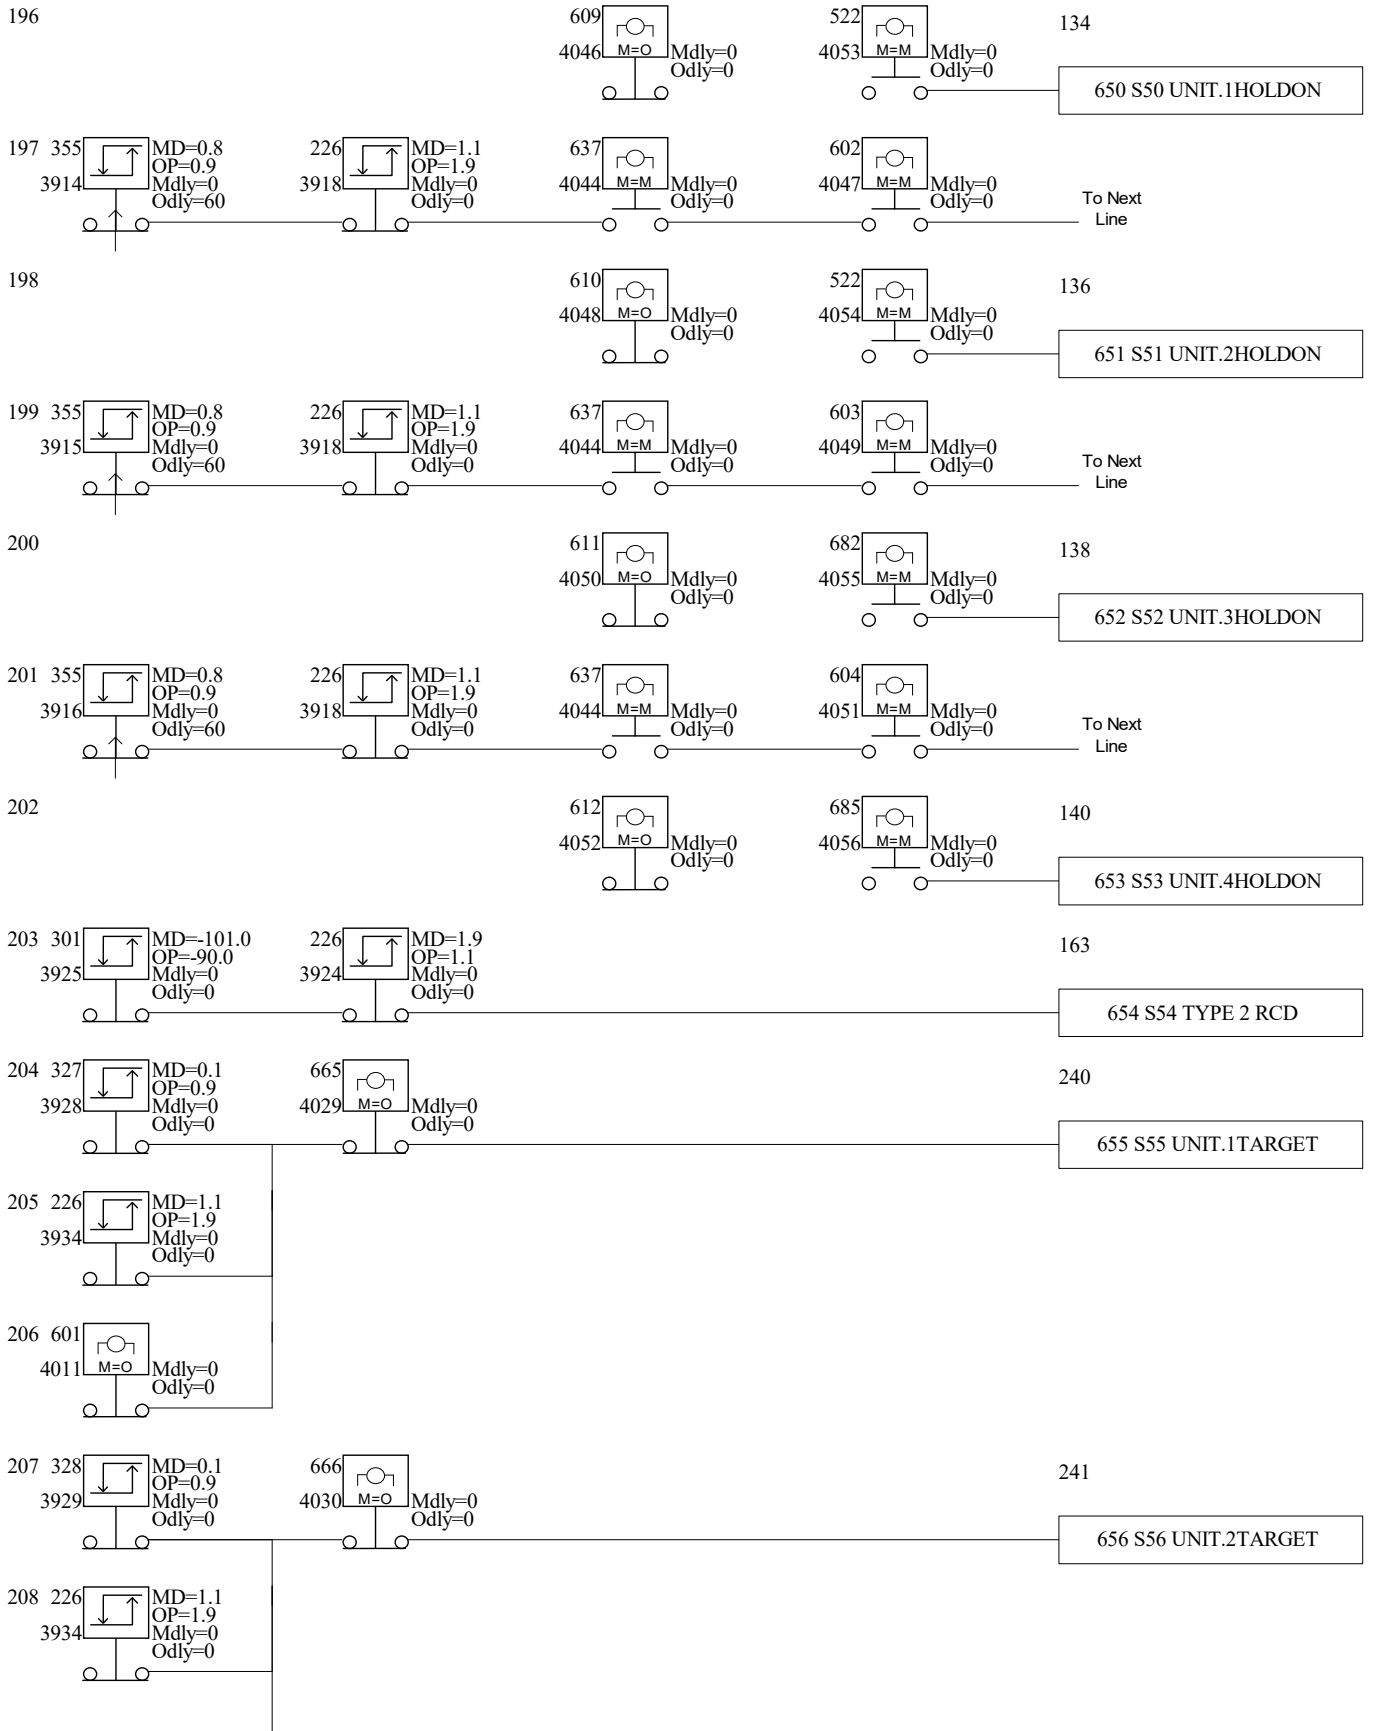 196
609
4046 M=O Mdly=0
Odly=0
522
4053 M=M Mdly=0
Odly=0
134
650 S50 UNIT.1HOLDON
197 355 MD=0.8
OP=0.9
3914 Mdly=0
Odly=60
226 MD=1.1
OP=1.9
3918 Mdly=0
Odly=0
637
4044 M=M Mdly=0
Odly=0
602
4047 M=M Mdly=0
Odly=0
To Next
Line
198
610
4048 M=O Mdly=0
Odly=0
522
4054 M=M Mdly=0
Odly=0
136
651 S51 UNIT.2HOLDON
199 355 MD=0.8
OP=0.9
3915 Mdly=0
Odly=60
226 MD=1.1
OP=1.9
3918 Mdly=0
Odly=0
637
4044 M=M Mdly=0
Odly=0
603
4049 M=M Mdly=0
Odly=0
To Next
Line
200
611
4050 M=O Mdly=0
Odly=0
682
4055 M=M Mdly=0
Odly=0
138
652 S52 UNIT.3HOLDON
201 355 MD=0.8
OP=0.9
3916 Mdly=0
Odly=60
226 MD=1.1
OP=1.9
3918 Mdly=0
Odly=0
637
4044 M=M Mdly=0
Odly=0
604
4051 M=M Mdly=0
Odly=0
To Next
Line
202
612
4052 M=O Mdly=0
Odly=0
685
4056 M=M Mdly=0
Odly=0
140
653 S53 UNIT.4HOLDON
203 301 MD=-101.0
OP=-90.0
3925 Mdly=0
Odly=0
226 MD=1.9
OP=1.1
3924 Mdly=0
Odly=0
163
654 S54 TYPE 2 RCD
204 327 MD=0.1
OP=0.9
3928 Mdly=0
Odly=0
665
4029 M=O Mdly=0
Odly=0
240
655 S55 UNIT.1TARGET
205 226 MD=1.1
OP=1.9
3934 Mdly=0
Odly=0
206 601
4011 M=O Mdly=0
Odly=0
207 328 MD=0.1
OP=0.9
3929 Mdly=0
Odly=0
666
4030 M=O Mdly=0
Odly=0
241
656 S56 UNIT.2TARGET
208 226 MD=1.1
OP=1.9
3934 Mdly=0
Odly=0